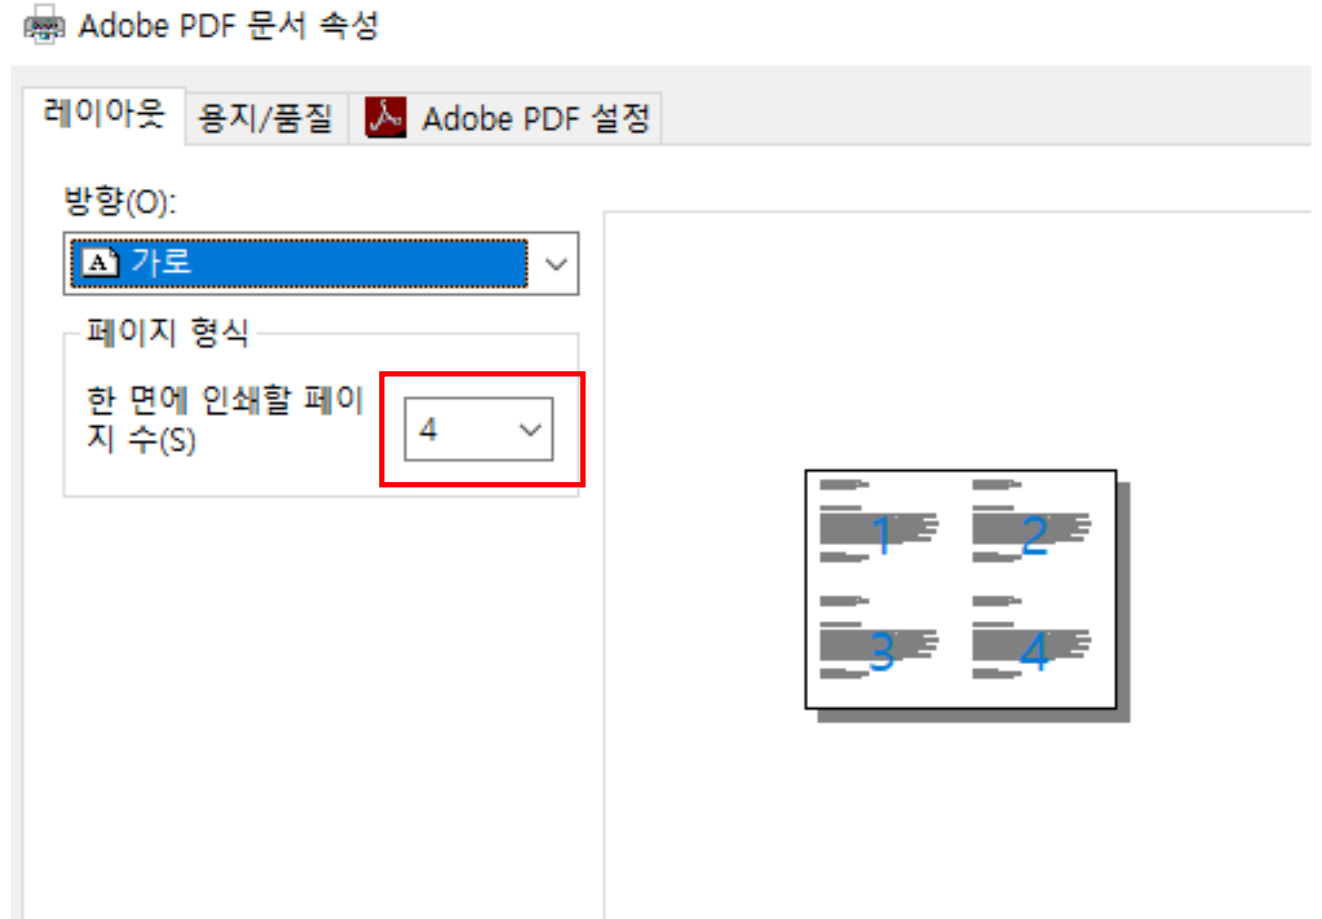 Adobe PDF 문서 속성
레이아웃 용지/품질 Adobe PDF 설정
방향(O):
A 가로
페이지 형식
한 면에 인쇄할 페이
지 수(S)
4
1 2
3 4